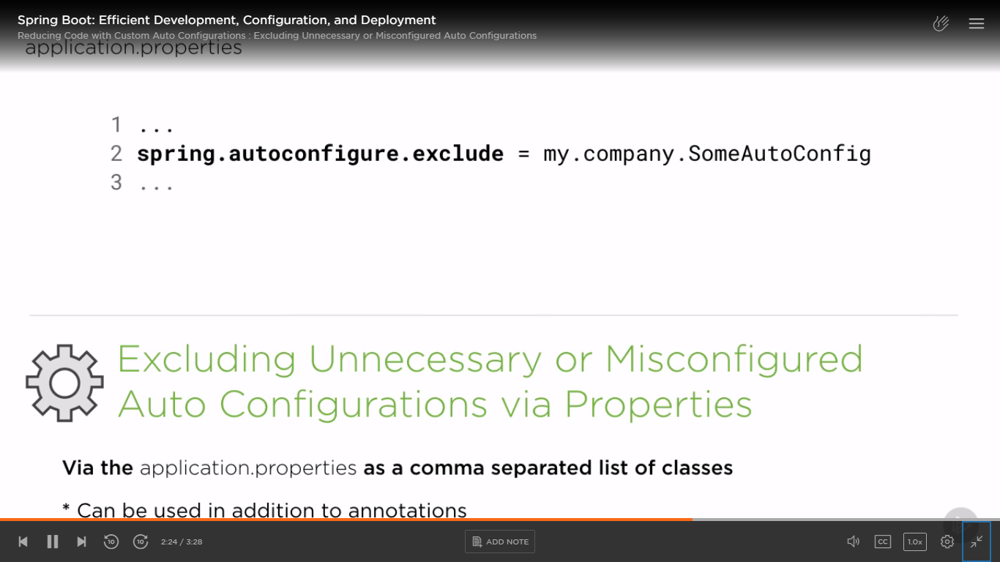 Spring Boot: Efficient Development, Configuration, and Deployment
Reducing Code with Custom Auto Configurations : Excluding Unnecessary or Misconfigured Auto Configurations
application.properties
1 ...
2 spring.autoconfigure.exclude = my.company.SomeAutoConfig
3 ...
Excluding Unnecessary or Misconfigured
Auto Configurations via Properties
Via the application.properties as a comma separated list of classes
* Can be used in addition to annotations
10 10 2:24 / 3:28 ADD NOTE CC 1.0x